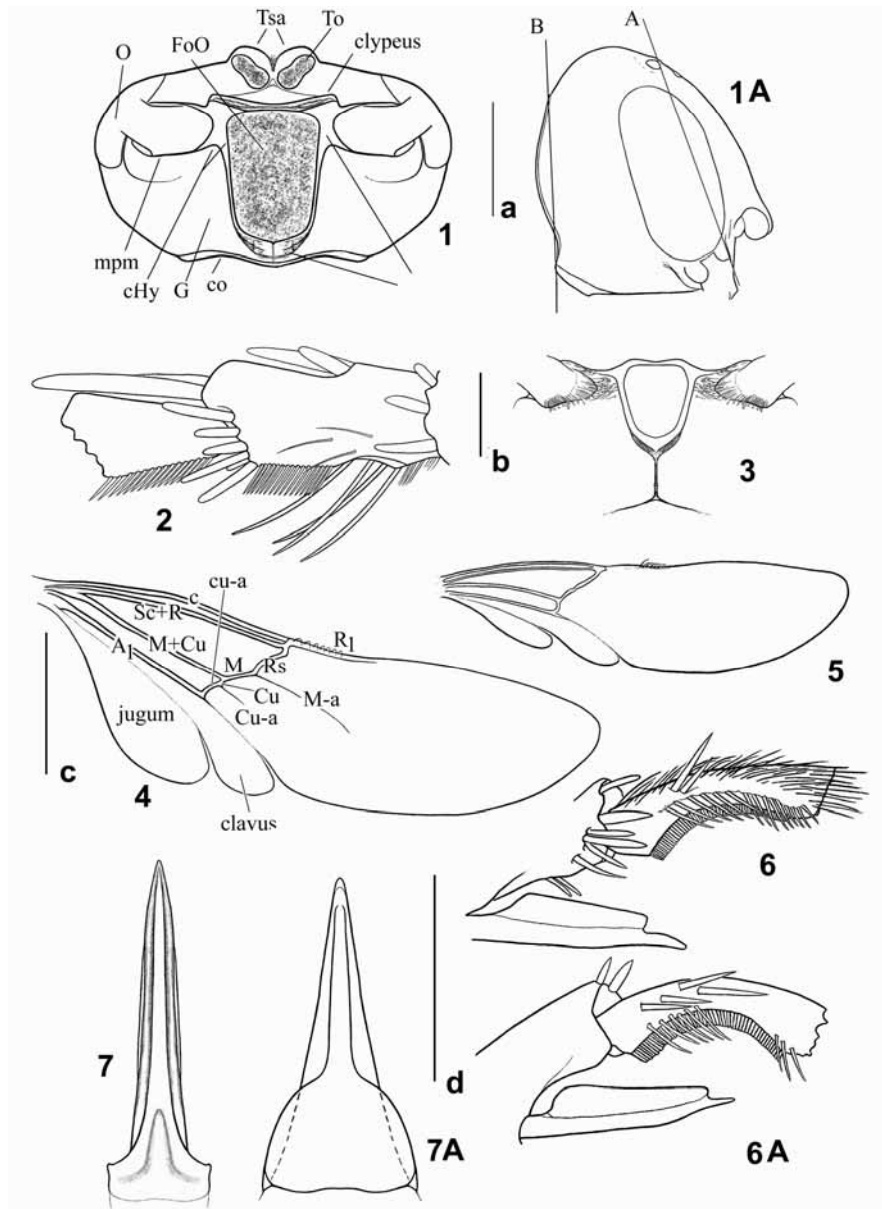 Tsa To
FoO clypeus
O
B A
1A
a
1
mpm
cHy G co
2
b
3
cu-a
c
Sc+R
A1 M+Cu R1
M Rs
Cu M-a
jugum Cu-a
c
4
clavus
5
6
7
d
7A
6A